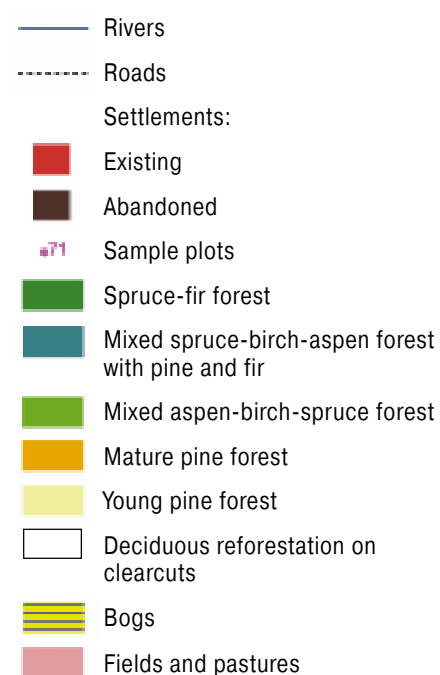 Rivers
Roads
Settlements:
Existing
Abandoned
71
Sample plots
Spruce-fir forest
Mixed spruce-birch-aspen forest
with pine and fir
Mixed aspen-birch-spruce forest
Mature pine forest
Young pine forest
Deciduous reforestation on
clearcuts
Bogs
Fields and pastures